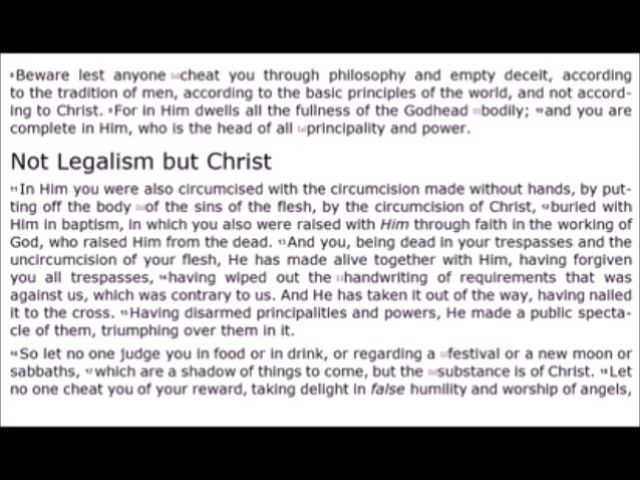 Beware lest anyone cheat you through philosophy and empty deceit, according
to the tradition of men, according to the basic principles of the world, and not accord-
ing to Christ. For in Him dwells all the fullness of the Godhead bodily; and you are
complete in Him, who is the head of all principality and power.
Not Legalism but Christ
In Him you were also circumcised with the circumcision made without hands, by put-
ting off the body of the sins of the flesh, by the circumcision of Christ, buried with
Him in baptism, in which you also were raised with Him through faith in the working of
God, who raised Him from the dead. And you, being dead in your trespasses and the
uncircumcision of your flesh, He has made alive together with Him, having forgiven
you all trespasses, having wiped out the handwriting of requirements that was
against us, which was contrary to us. And He has taken it out of the way, having nailed
it to the cross. Having disarmed principalities and powers, He made a public specta-
cle of them, triumphing over them in it.
So let no one judge you in food or in drink, or regarding a festival or a new moon or
sabbaths, which are a shadow of things to come, but the substance is of Christ. Let
no one cheat you of your reward, taking delight in false humility and worship of angels,